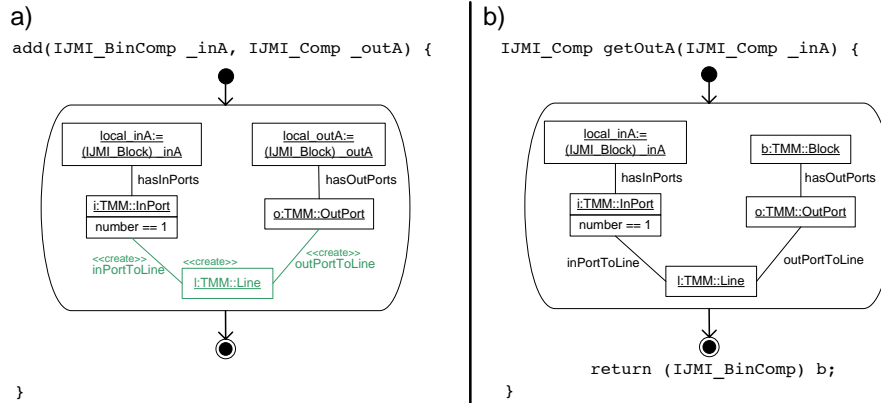 a)
add(IJMI_BinComp _inA, IJMI_Comp _outA) {
local_inA:=
(IJMI_Block) _inA
local_outA:=
(IJMI_Block) _outA
hasInPorts
hasOutPorts
i:TMM::InPort
number == 1
o:TMM::OutPort
<<create>>
inPortToLine
<<create>>
<<create>>
outPortToLine
l:TMM::Line
}
b)
IJMI_Comp getOutA(IJMI_Comp _inA) {
local_inA:=
(IJMI_Block) _inA
b:TMM::Block
hasInPorts
hasOutPorts
i:TMM::InPort
number == 1
o:TMM::OutPort
inPortToLine
outPortToLine
l:TMM::Line
return (IJMI_BinComp) b;
}